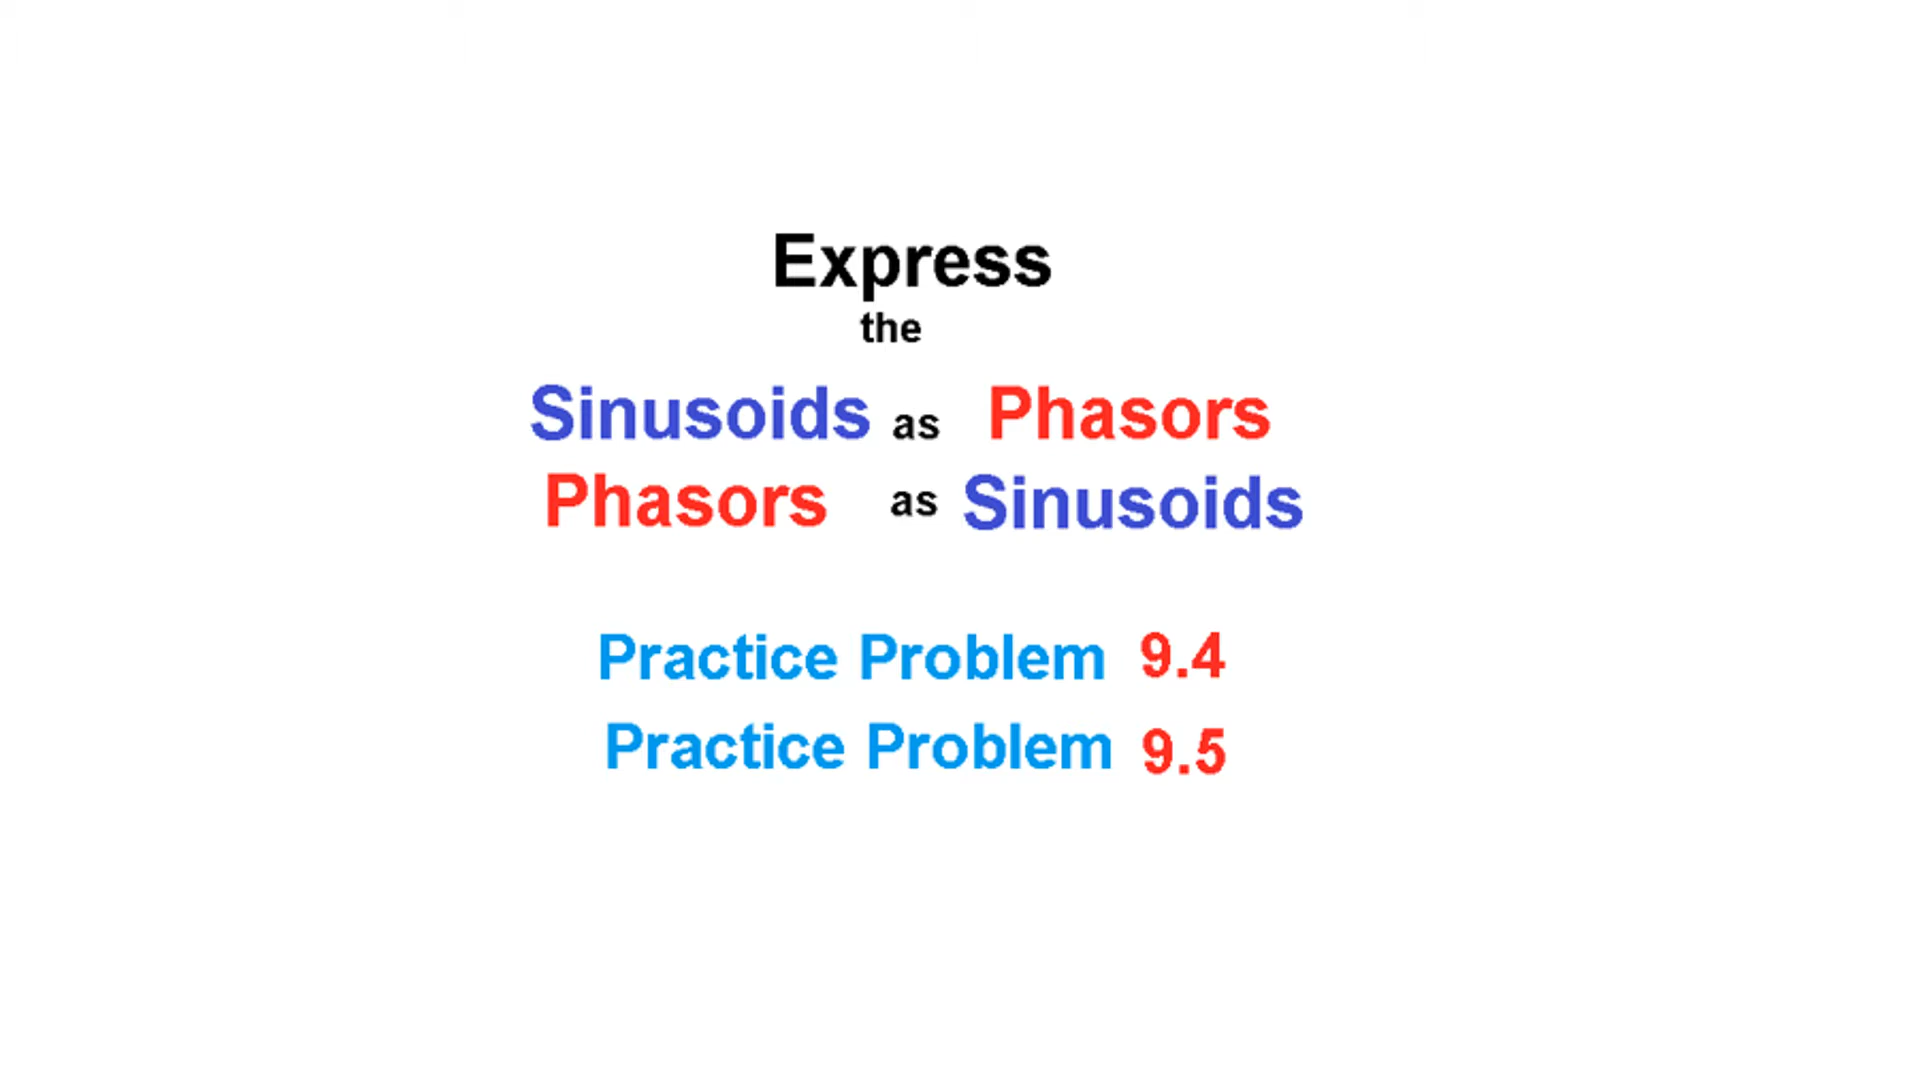 Express
the
Sinusoids as Phasors
Phasors as Sinusoids
Practice Problem 9.4
Practice Problem 9.5